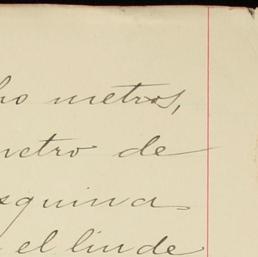 ho metros,
metro de
squina
el linde